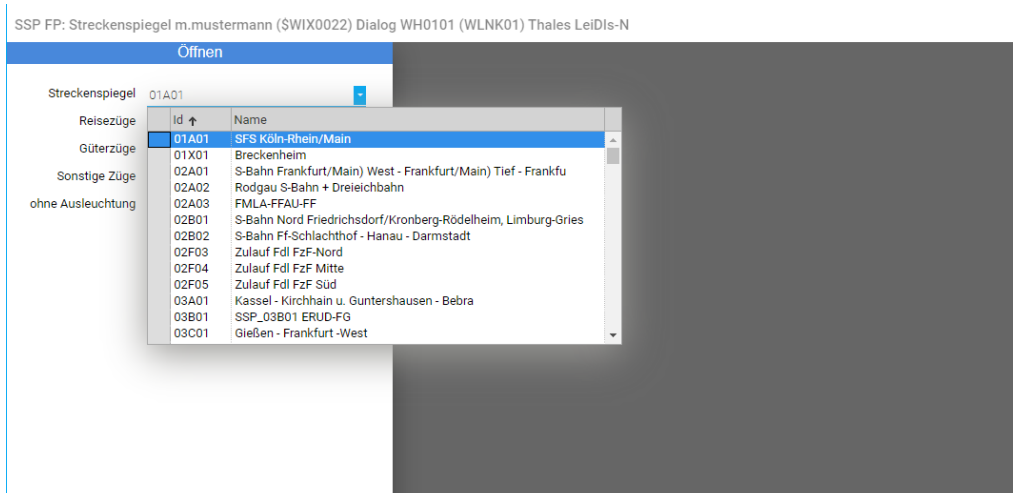 SSP FP: Streckenspiegel m.mustermann ($WIX0022) Dialog WH0101 (WLNK01) Thales LeiDIs-N
Öffnen
Streckenspiegel 01A01
Reisezüge
Güterzüge
Sonstige Züge
ohne Ausleuchtung
Id Name
01A01 SFS Köln-Rhein/Main
01X01 Breckenheim
02A01 S-Bahn Frankfurt/Main) West - Frankfurt/Main) Tief - Frankfu
02A02 Rodgau S-Bahn + Dreieichbahn
02A03 FMLA-FFAU-FF
02B01 S-Bahn Nord Friedrichsdorf/Kronberg-Rödelheim, Limburg-Gries
02B02 S-Bahn Ff-Schlachthof - Hanau - Darmstadt
02F03 Zulauf Fdl FzF-Nord
02F04 Zulauf Fdl FzF Mitte
02F05 Zulauf Fdl FzF Süd
03A01 Kassel - Kirchhain u. Guntershausen - Bebra
03B01 SSP_03B01 ERUD-FG
03C01 Gießen - Frankfurt -West